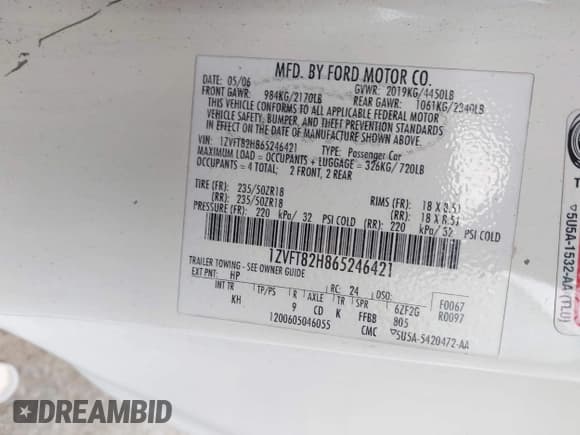 MFD. BY FORD MOTOR CO.
DATE: 05/06 GVWR: 2019KG/4450LB
FRONT GAWR: 984KG/2170LB REAR GAWR: 1061KG/2340LB
THIS VEHICLE CONFORMS TO ALL APPLICABLE FEDERAL MOTOR
VEHICLE SAFETY, BUMPER, AND THEFT PREVENTION STANDARDS
IN EFFECT ON THE DATE OF MANUFACTURE SHOWN ABOVE.
VIN: 1ZVFT82H865246421 TYPE: Passenger Car
MAXIMUM LOAD = OCCUPANTS + LUGGAGE = 326KG/720LB
OCCUPANTS = 4 TOTAL: 2 FRONT, 2 REAR
TIRE (FR): 235/50ZR18 RIMS (FR): 18 X 8.5J
(RR): 235/50ZR18 (RR): 18 X 8.5J
PRESSURE (FR): 220 kPa/ 32 PSI COLD (RR): 220 kPa/ 32 PSI COLD
1ZVFT82H865246421
TRAILER TOWING - SEE OWNER GUIDE
EXT PNT: HP RC: 24 DSO: F0067
INT TR TP/PS R AXLE TR SPR 6ZF2G R0097
KH 9 CD K FFBB 805
1200605046055 CMC 5U5A-5420472-AA
5U5A-1532-AA (TLU)
DREAMBID